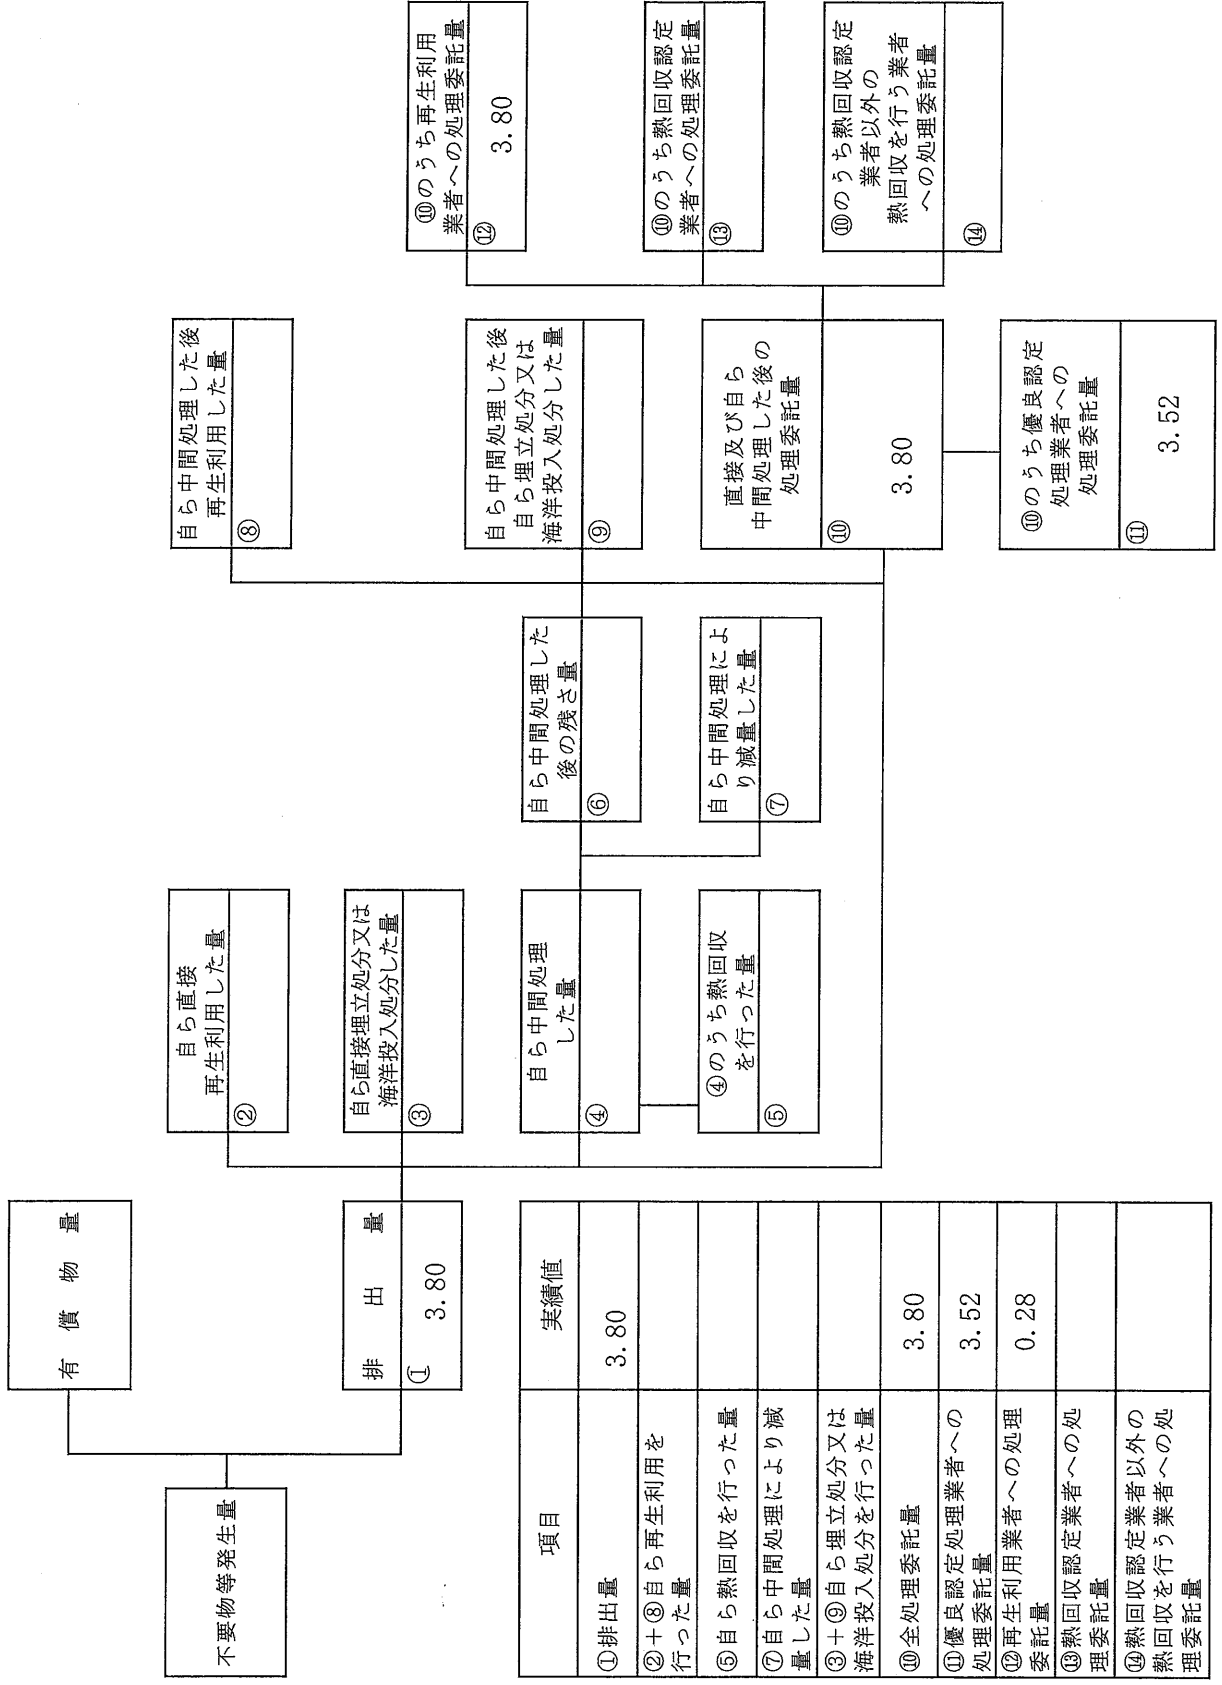 不要物等発生量
有償物量
排出量
①
3.80
自ら直接
再生利用した量
②
自ら直接埋立処分又は
海洋投入処分した量
③
自ら中間処理
した量
④
④のうち熱回収
を行った量
⑤
自ら中間処理した
後の残さ量
⑥
自ら中間処理によ
り減量した量
⑦
自ら中間処理した後
再生利用した量
⑧
自ら中間処理した後
自ら埋立処分又は
海洋投入処分した量
⑨
直接及び自ら
中間処理した後の
処理委託量
⑩
3.80
⑩のうち優良認定
処理業者への
処理委託量
⑪
3.52
⑩のうち再生利用
業者への処理委託量
⑫
3.80
⑩のうち熱回収認定
業者への処理委託量
⑬
⑩のうち熱回収認定
業者以外の
熱回収を行う業者
への処理委託量
⑭
項目 実績値
①排出量 3.80
②+⑧自ら再生利用を
行った量
⑤自ら熱回収を行った量
⑦自ら中間処理により減
量した量
③+⑨自ら埋立処分又は
海洋投入処分を行った量
⑩全処理委託量 3.80
⑪優良認定処理業者への
処理委託量 3.52
⑫再生利用業者への処理
委託量 0.28
⑬熱回収認定業者への処
理委託量
⑭熱回収認定業者以外の
熱回収を行う業者への処
理委託量